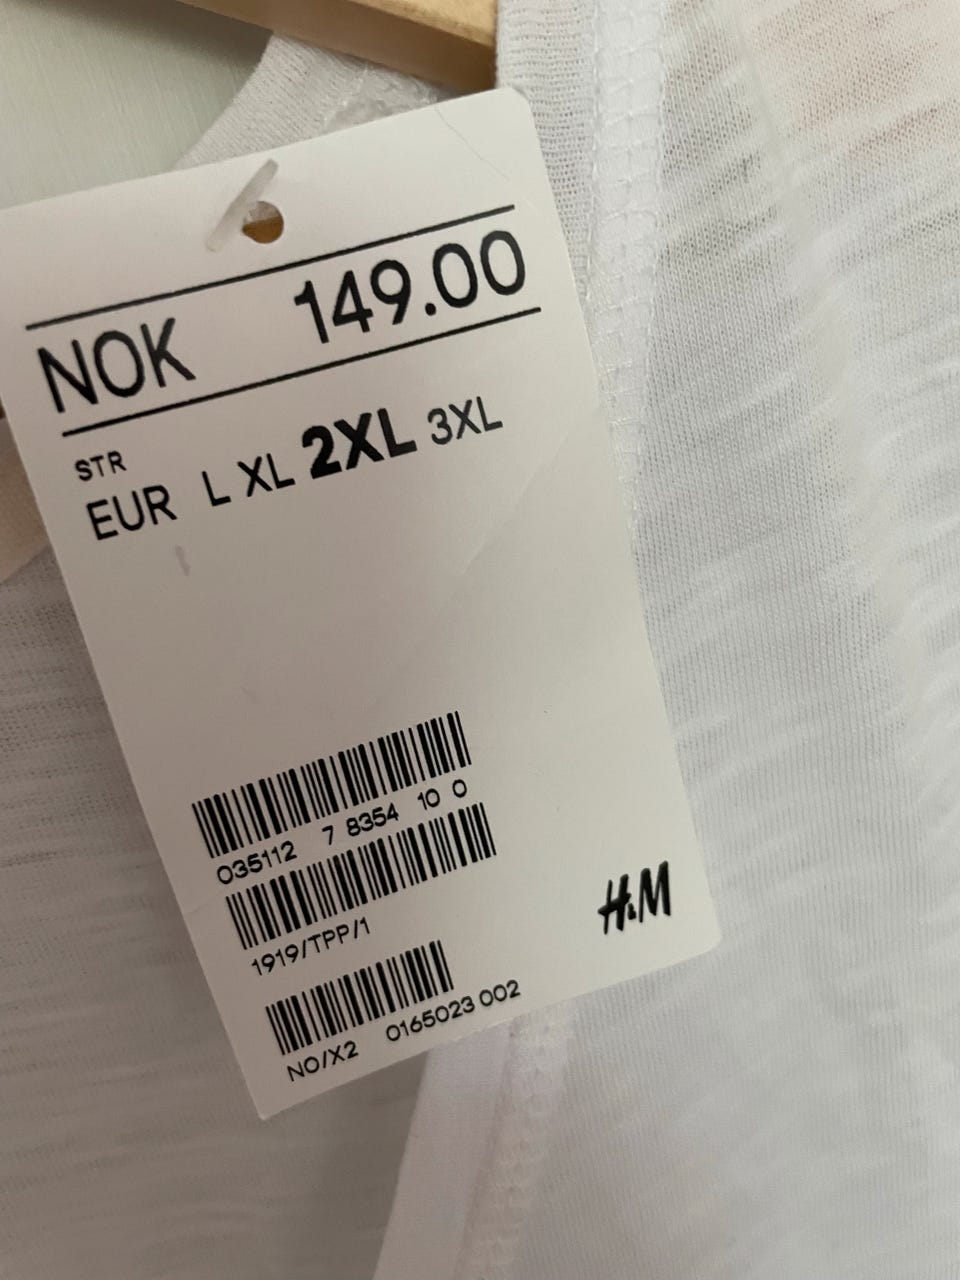 NOK 149.00
STR
EUR L XL 2XL 3XL
035112 7 8354 10 0
1919/TPP/1
H&M
NO/X2 0165023 002